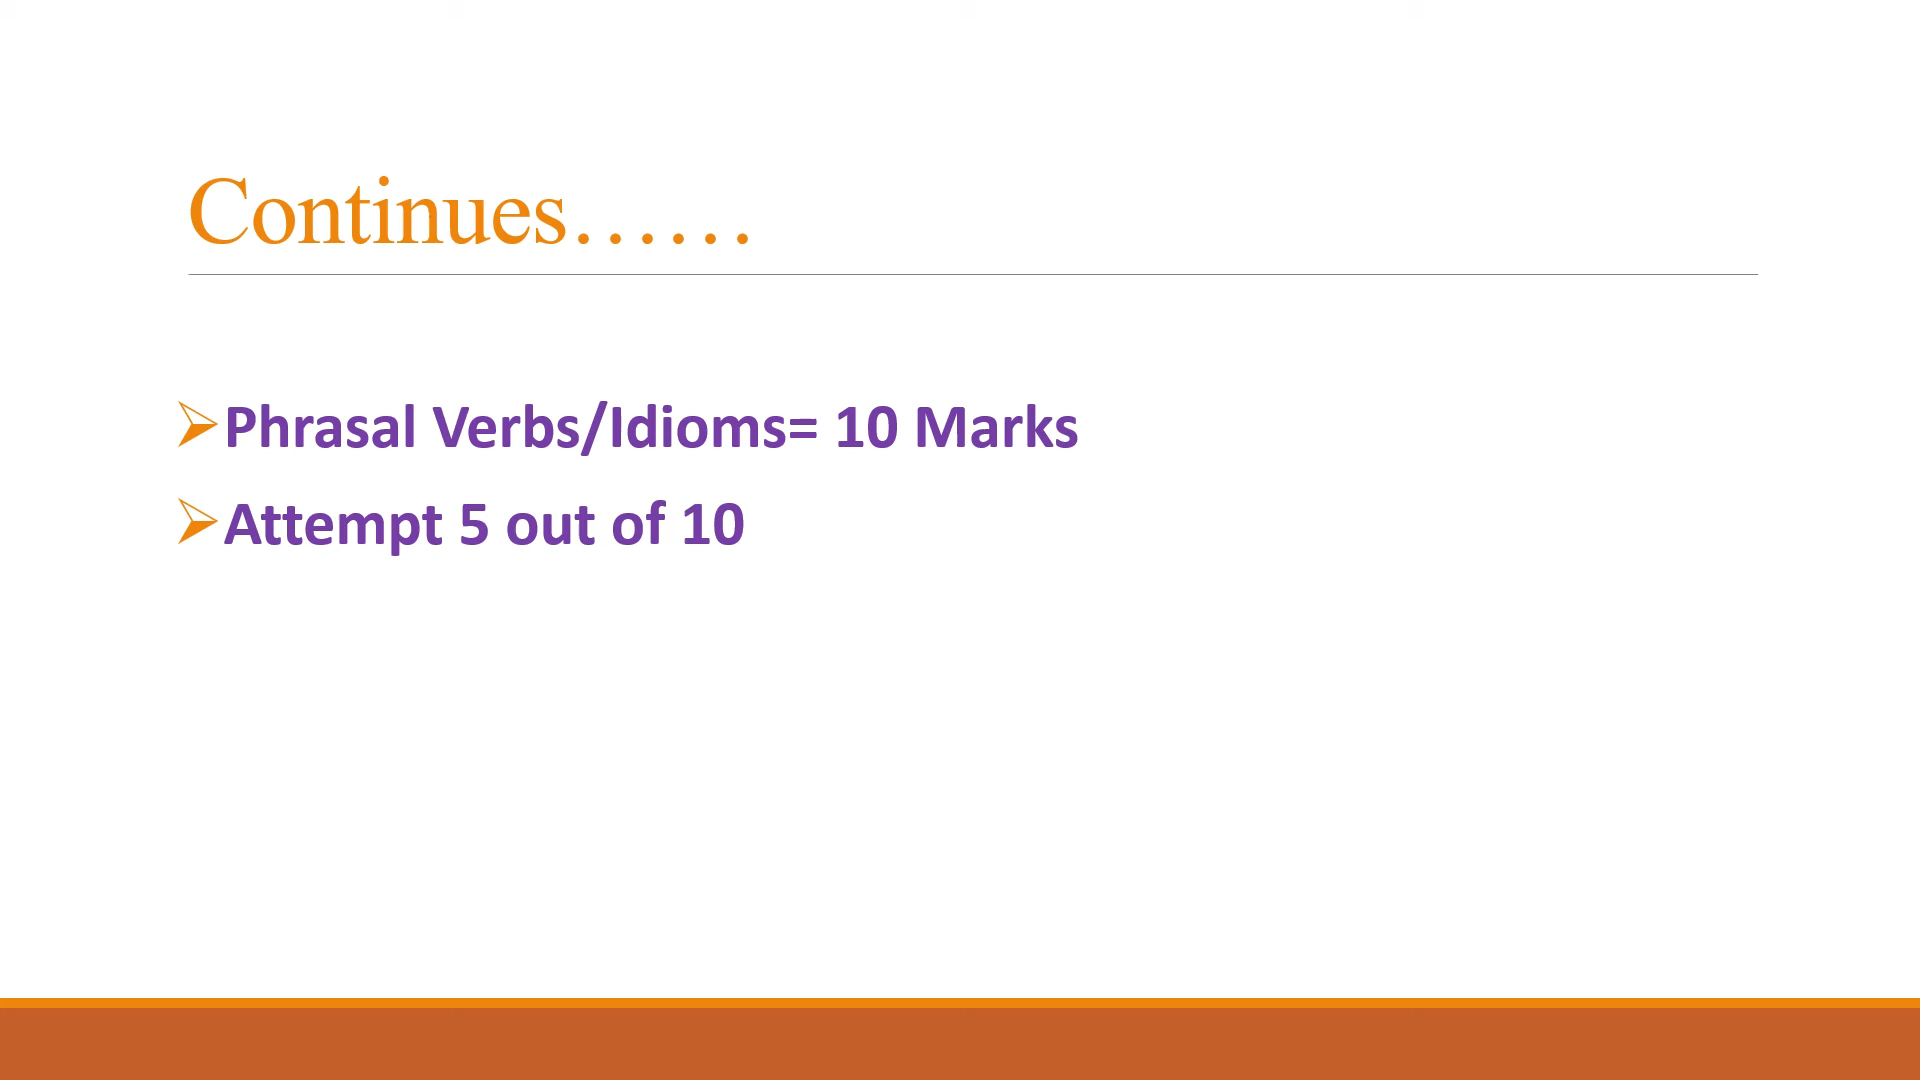 Continues……
Phrasal Verbs/Idioms= 10 Marks
Attempt 5 out of 10